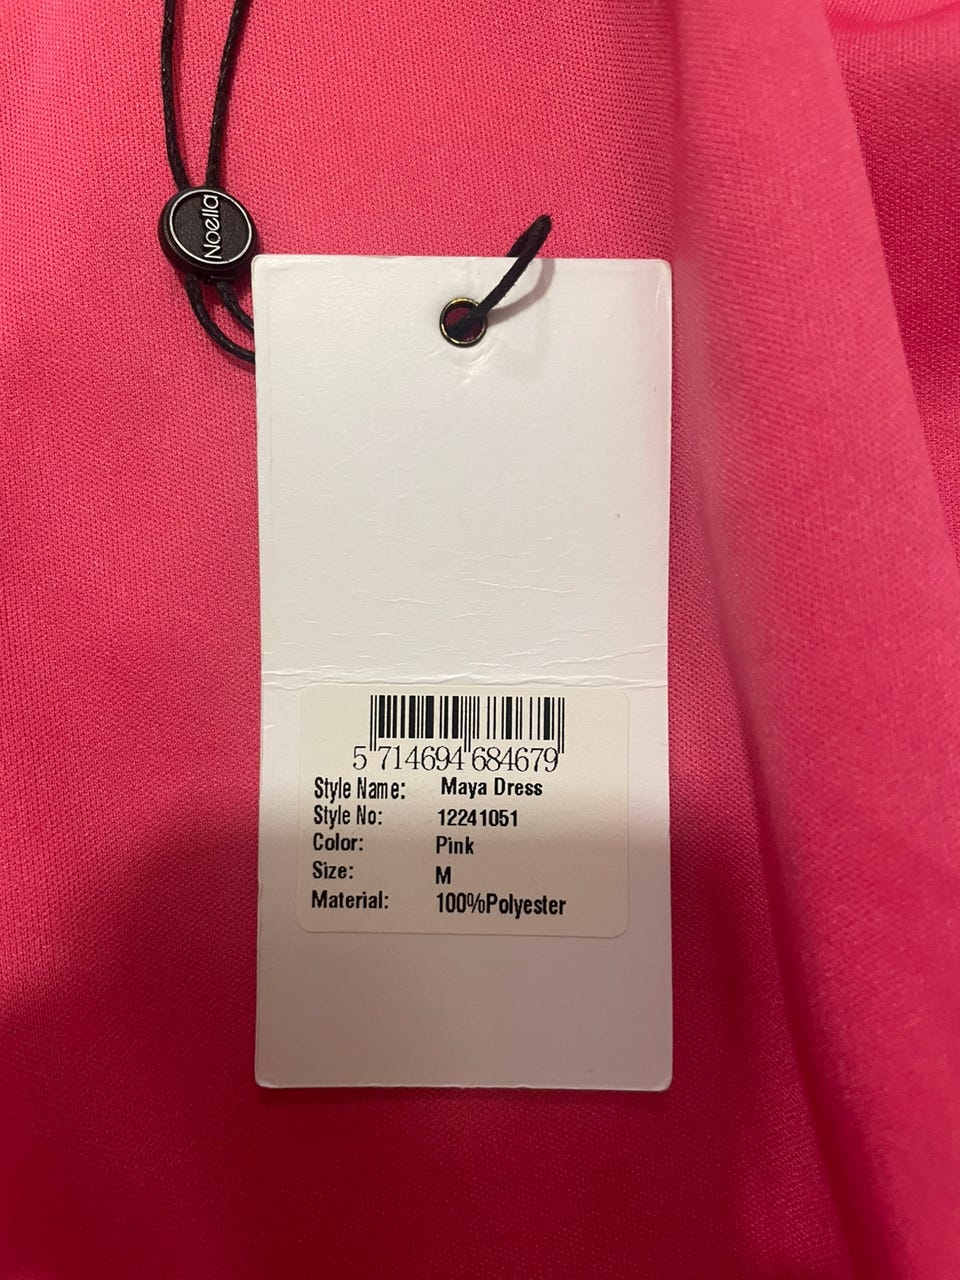 Noella
5 714694 684679
Style Name: Maya Dress
Style No: 12241051
Color: Pink
Size: M
Material: 100%Polyester